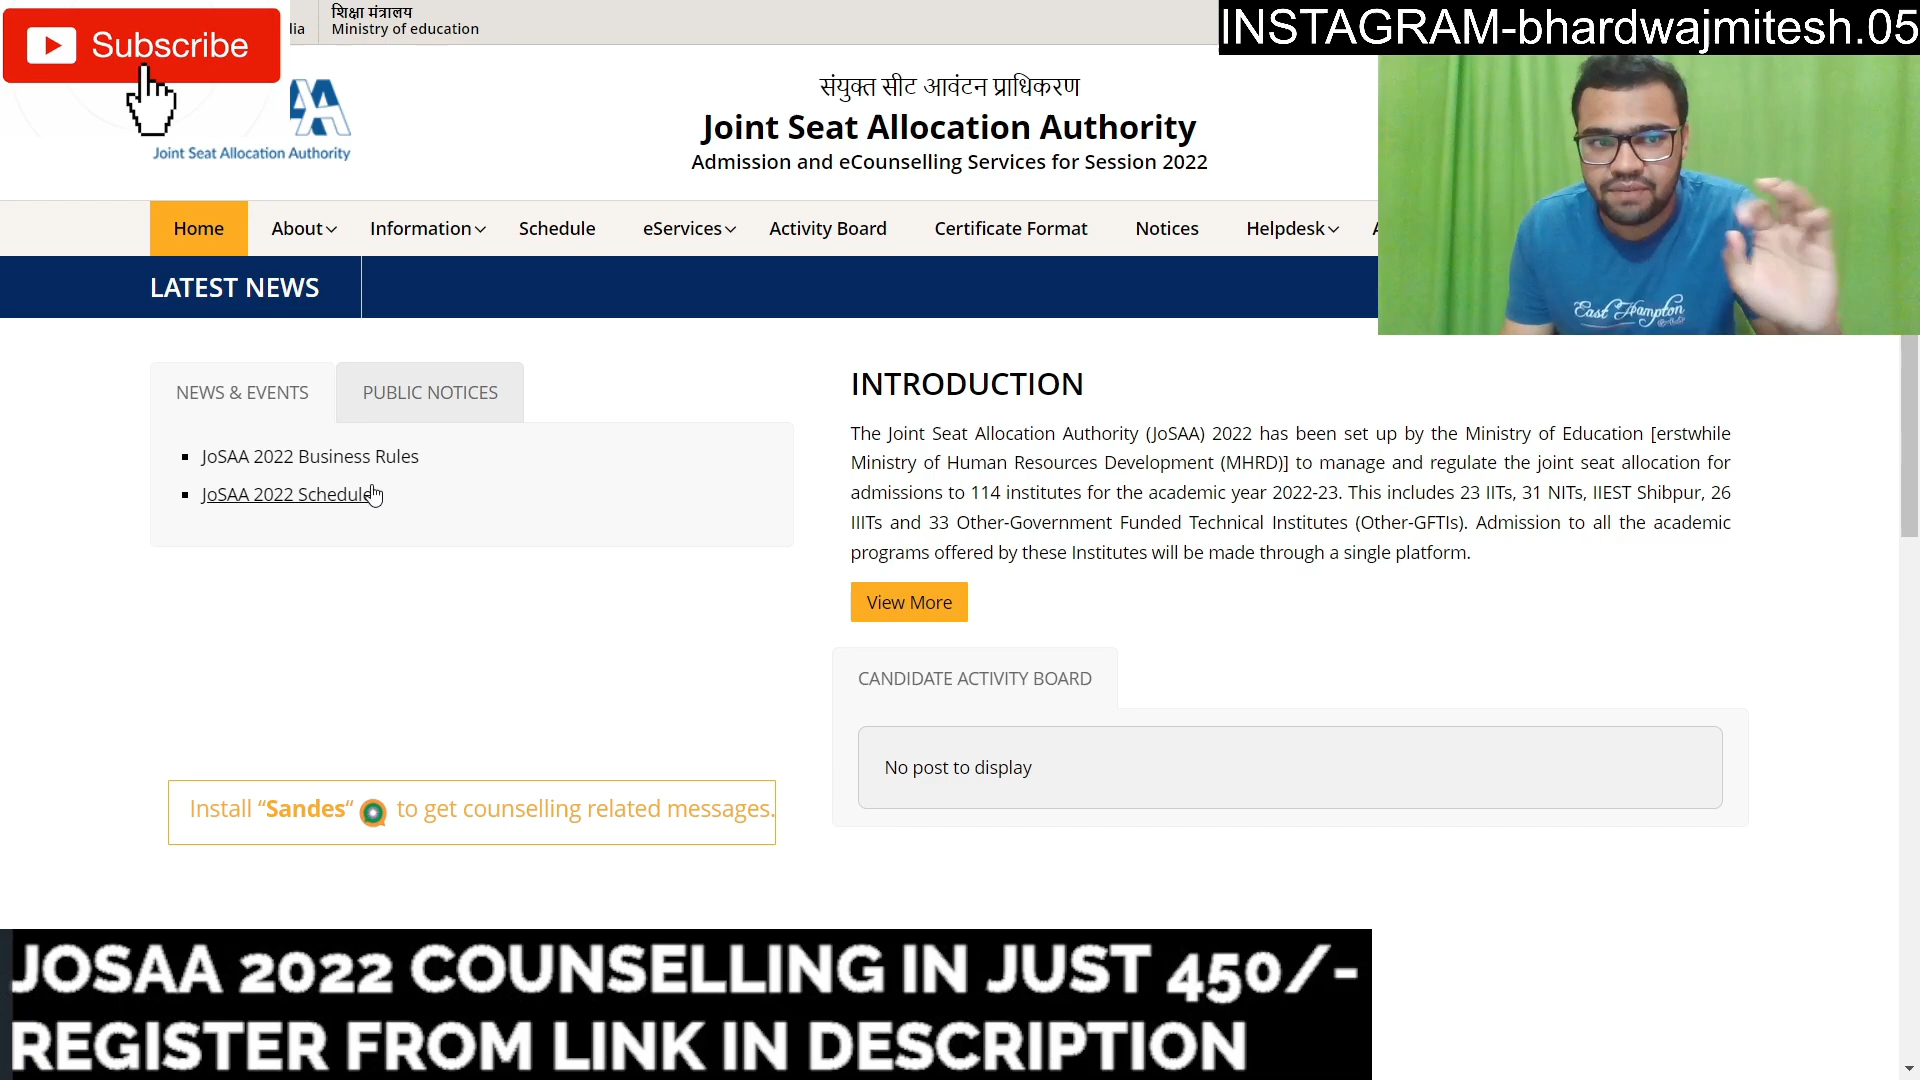 Subscribe
dia
शिक्षा मंत्रालय
Ministry of education
INSTAGRAM-bhardwajmitesh.05
Joint Seat Allocation Authority
संयुक्त सीट आवंटन प्राधिकरण
Joint Seat Allocation Authority
Admission and eCounselling Services for Session 2022
Home About Information Schedule eServices Activity Board Certificate Format Notices Helpdesk A
East Hampton
LATEST NEWS
NEWS & EVENTS PUBLIC NOTICES
JoSAA 2022 Business Rules
JoSAA 2022 Schedule
INTRODUCTION
The Joint Seat Allocation Authority (JoSAA) 2022 has been set up by the Ministry of Education [erstwhile
Ministry of Human Resources Development (MHRD)] to manage and regulate the joint seat allocation for
admissions to 114 institutes for the academic year 2022-23. This includes 23 IITs, 31 NITs, IIEST Shibpur, 26
IIITs and 33 Other-Government Funded Technical Institutes (Other-GFTIs). Admission to all the academic
programs offered by these Institutes will be made through a single platform.
View More
CANDIDATE ACTIVITY BOARD
No post to display
Install “Sandes“ to get counselling related messages.
JOSAA 2022 COUNSELLING IN JUST 450/-
REGISTER FROM LINK IN DESCRIPTION